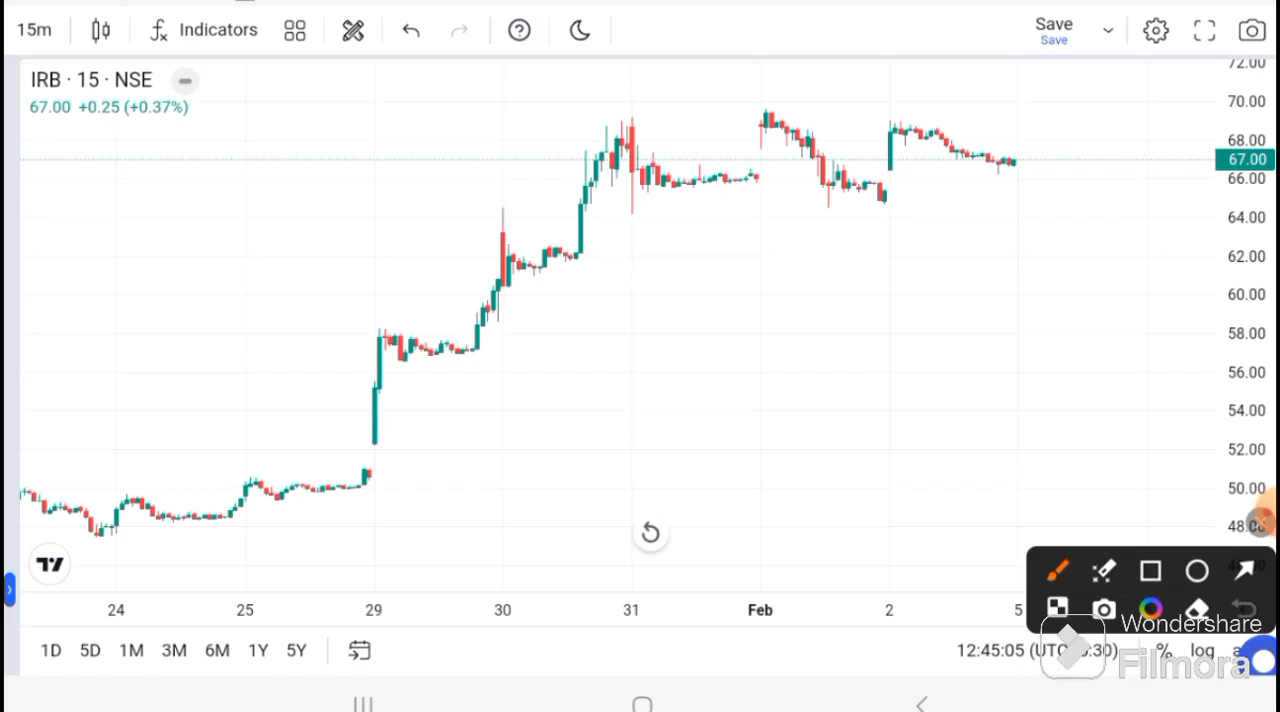 15m
Indicators
Save
Save
IRB · 15 · NSE
67.00 +0.25 (+0.37%)
72.00
70.00
68.00
67.00
66.00
64.00
62.00
60.00
58.00
56.00
54.00
52.00
50.00
24 25 29 30 31 Feb 2 5
1D 5D 1M 3M 6M 1Y 5Y
12:45:05 % log
Wondershare
Filmora